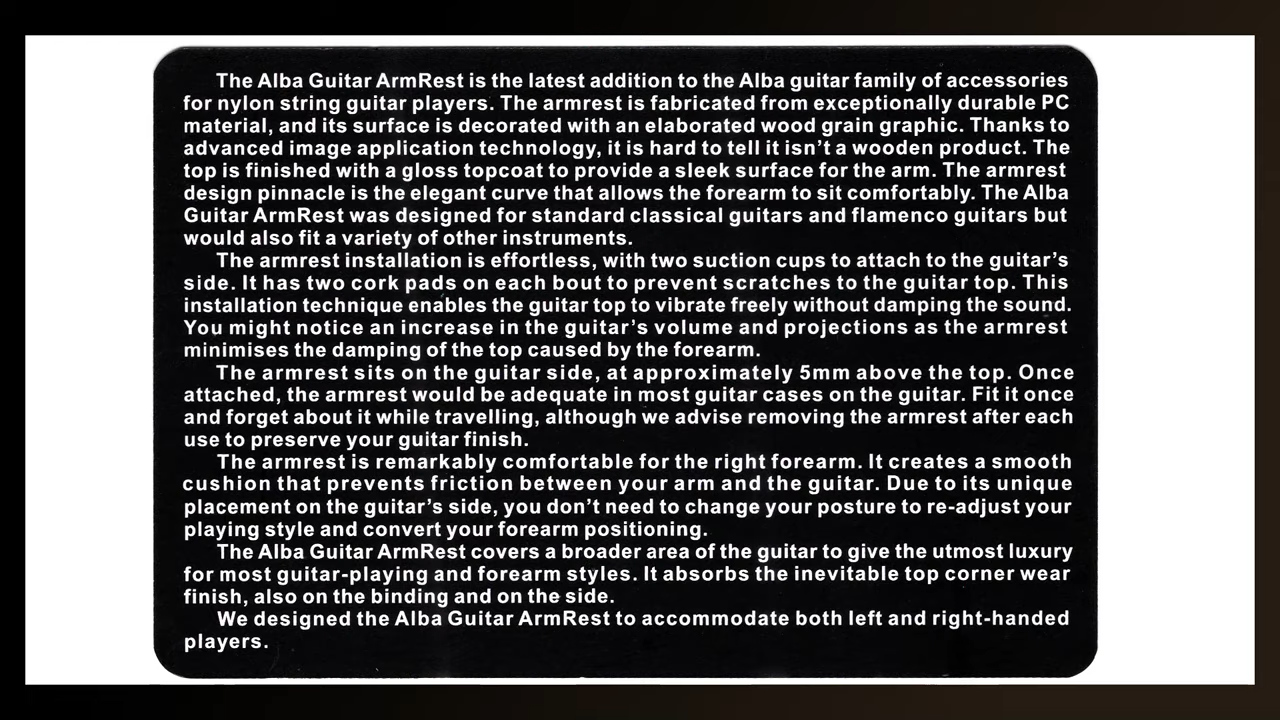 The Alba Guitar ArmRest is the latest addition to the Alba guitar family of accessories
for nylon string guitar players. The armrest is fabricated from exceptionally durable PC
material, and its surface is decorated with an elaborated wood grain graphic. Thanks to
advanced image application technology, it is hard to tell it isn't a wooden product. The
top is finished with a gloss topcoat to provide a sleek surface for the arm. The armrest
design pinnacle is the elegant curve that allows the forearm to sit comfortably. The Alba
Guitar ArmRest was designed for standard classical guitars and flamenco guitars but
would also fit a variety of other instruments.
The armrest installation is effortless, with two suction cups to attach to the guitar's
side. It has two cork pads on each bout to prevent scratches to the guitar top. This
installation technique enables the guitar top to vibrate freely without damping the sound.
You might notice an increase in the guitar's volume and projections as the armrest
minimises the damping of the top caused by the forearm.
The armrest sits on the guitar side, at approximately 5mm above the top. Once
attached, the armrest would be adequate in most guitar cases on the guitar. Fit it once
and forget about it while travelling, although we advise removing the armrest after each
use to preserve your guitar finish.
The armrest is remarkably comfortable for the right forearm. It creates a smooth
cushion that prevents friction between your arm and the guitar. Due to its unique
placement on the guitar's side, you don't need to change your posture to re-adjust your
playing style and convert your forearm positioning.
The Alba Guitar ArmRest covers a broader area of the guitar to give the utmost luxury
for most guitar-playing and forearm styles. It absorbs the inevitable top corner wear
finish, also on the binding and on the side.
We designed the Alba Guitar ArmRest to accommodate both left and right-handed
players.